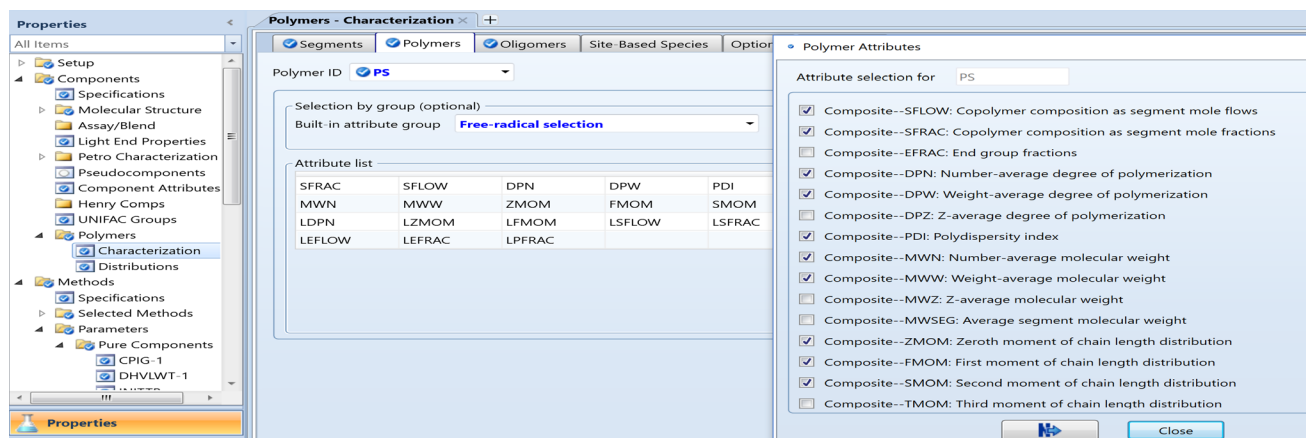 Properties
All Items
Setup
Components
Specifications
Molecular Structure
Assay/Blend
Light End Properties
Petro Characterization
Pseudocomponents
Component Attributes
Henry Comps
UNIFAC Groups
Polymers
Characterization
Distributions
Methods
Specifications
Selected Methods
Parameters
Pure Components
CPIG-1
DHVLWT-1
Properties
Polymers - Characterization × +
Segments Polymers Oligomers Site-Based Species
Polymer ID PS
Selection by group (optional)
Built-in attribute group Free-radical selection
Attribute list
SFRAC SFLOW DPN DPW PDI
MWN MWW ZMOM FMOM SMOM
LDPN LZMOM LFMOM LSFLOW LSFRAC
LEFLOW LEFRAC LPFRAC
Polymer Attributes
Attribute selection for PS
Composite--SFLOW: Copolymer composition as segment mole flows
Composite--SFRAC: Copolymer composition as segment mole fractions
Composite--EFRAC: End group fractions
Composite--DPN: Number-average degree of polymerization
Composite--DPW: Weight-average degree of polymerization
Composite--DPZ: Z-average degree of polymerization
Composite--PDI: Polydispersity index
Composite--MWN: Number-average molecular weight
Composite--MWW: Weight-average molecular weight
Composite--MWZ: Z-average molecular weight
Composite--MWSEG: Average segment molecular weight
Composite--ZMOM: Zeroth moment of chain length distribution
Composite--FMOM: First moment of chain length distribution
Composite--SMOM: Second moment of chain length distribution
Composite--TMOM: Third moment of chain length distribution
N
Close